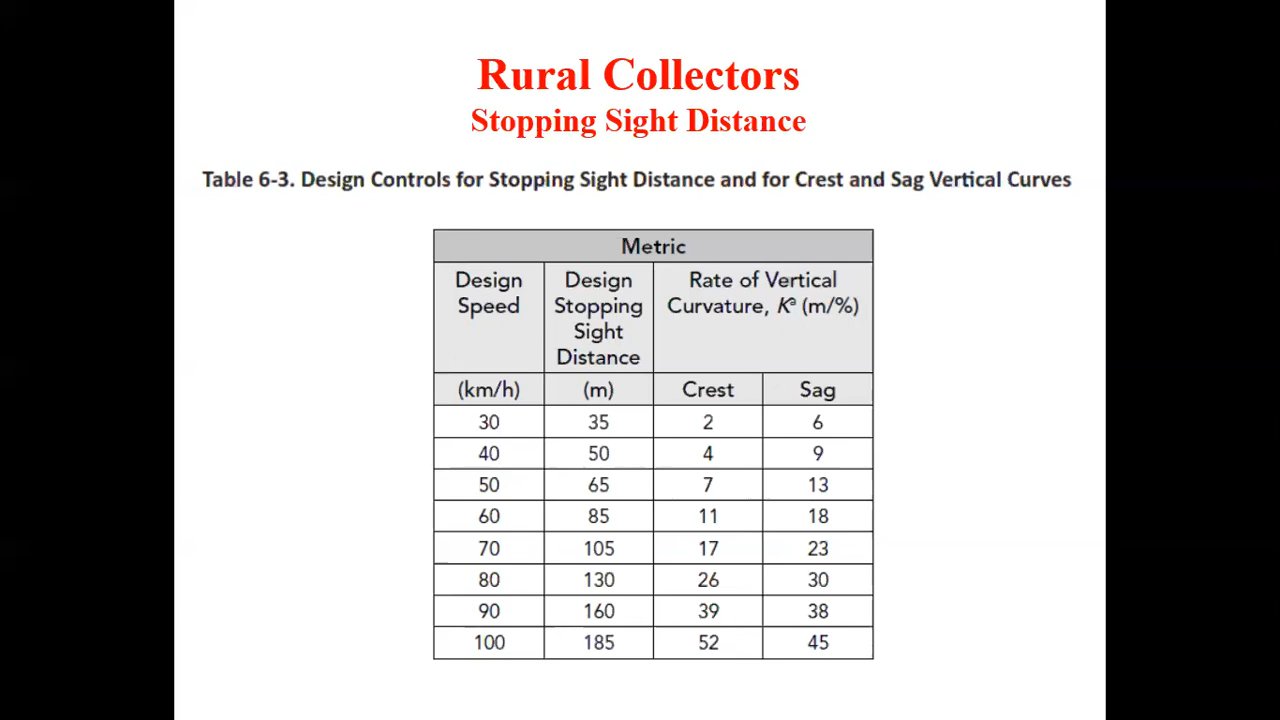 Rural Collectors
Stopping Sight Distance
Table 6-3. Design Controls for Stopping Sight Distance and for Crest and Sag Vertical Curves
Metric
Design Speed
Design Stopping Sight Distance
Rate of Vertical Curvature, Kª (m/%)
(km/h) (m) Crest Sag
30 35 2 6
40 50 4 9
50 65 7 13
60 85 11 18
70 105 17 23
80 130 26 30
90 160 39 38
100 185 52 45